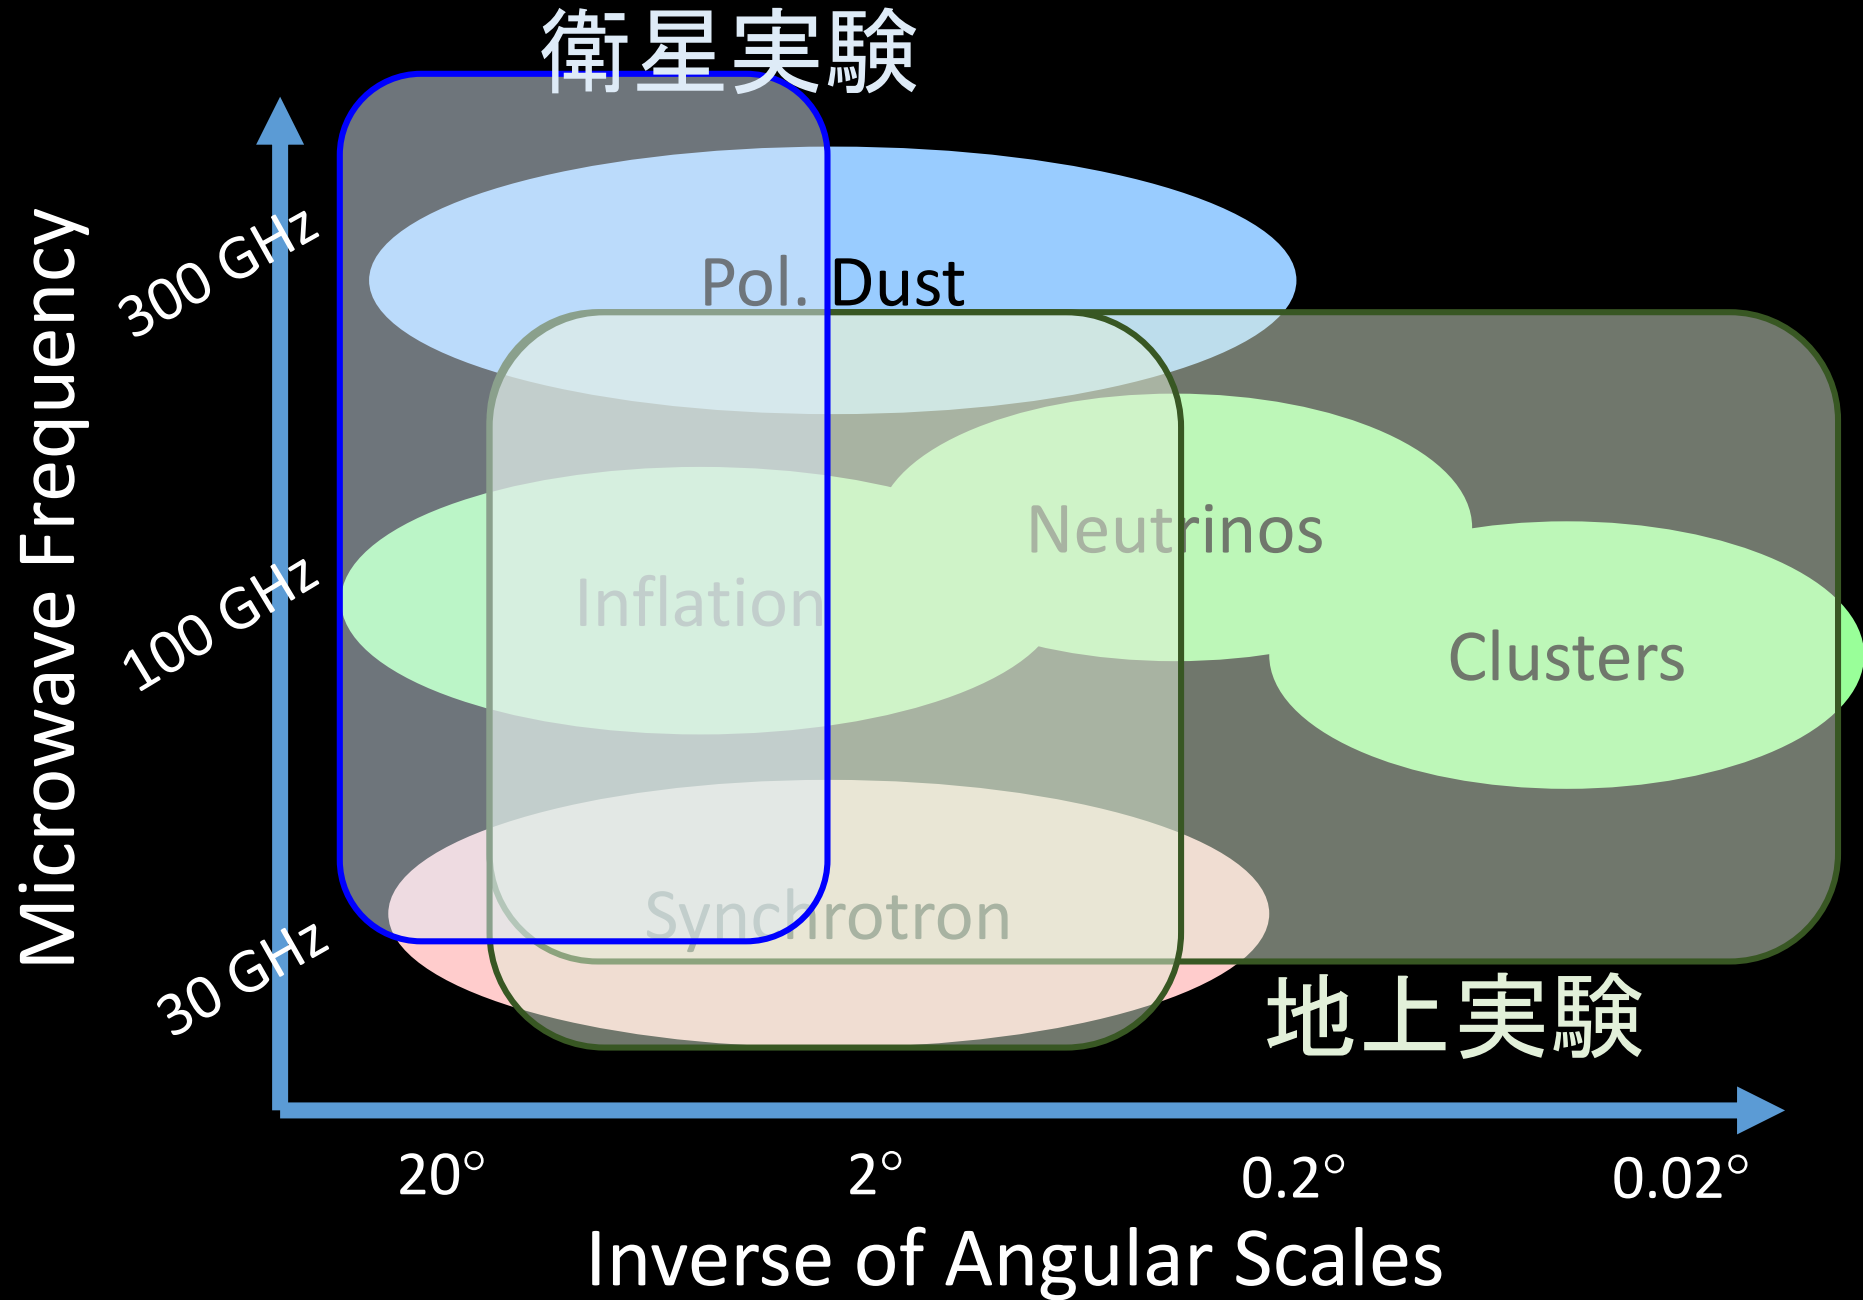 衛星実験
Microwave Frequency
300 GHz
100 GHz
30 GHz
Pol. Dust
Neutrinos
Inflation
Clusters
Synchrotron
地上実験
20°
2°
0.2°
0.02°
Inverse of Angular Scales